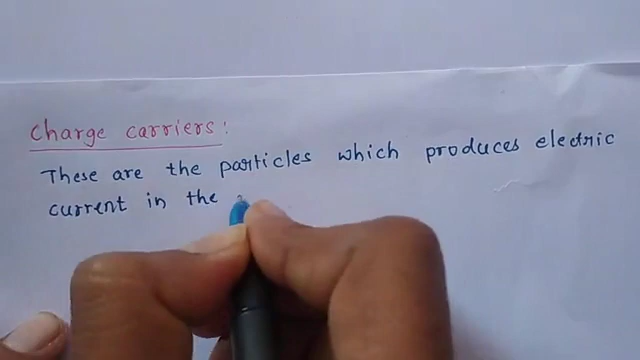 Charge carriers:
These are the particles which produces electric
current in the